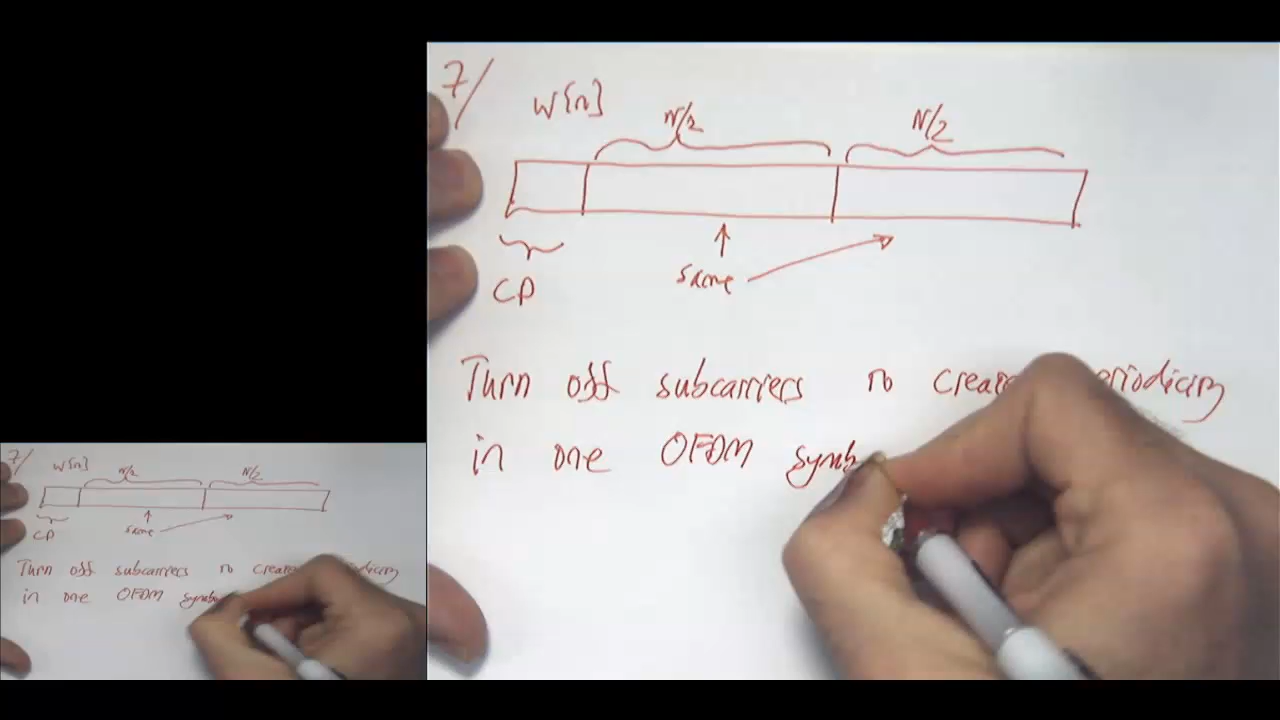 7/
w[n]
N/2
N/2
CP
same
Turn off subcarriers to create periodicity
in one OFDM symb